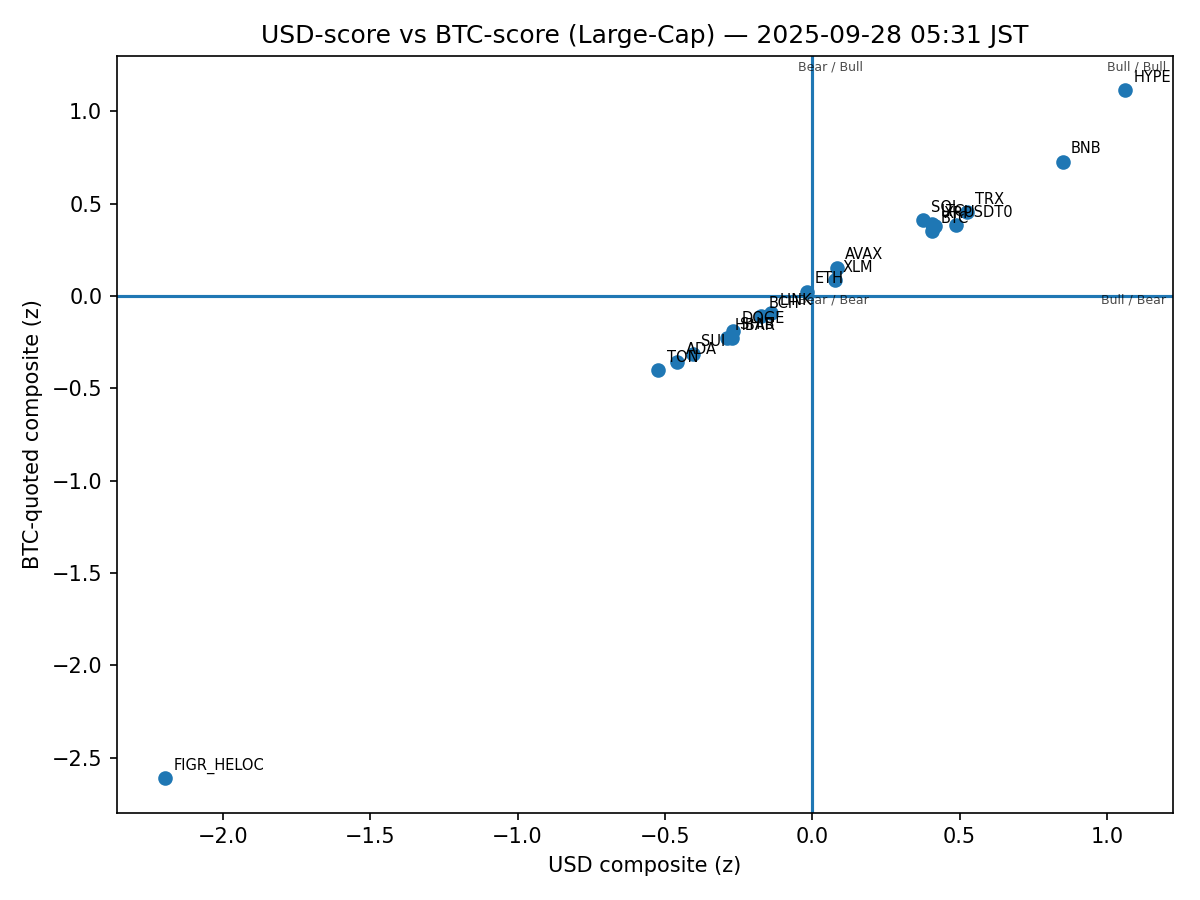 USD-score vs BTC-score (Large-Cap) — 2025-09-28 05:31 JST
Bear / Bull
Bull / Bull
HYPE
1.0
BNB
0.5
TRX
SOL
BTC
AVAX
XLM
ETH
0.0
Bear / Bear
Bull / Bear
LINK
BCH
DOGE
SUI
ADA
TON
−0.5
−1.0
−1.5
−2.0
−2.5
FIGR_HELOC
BTC-quoted composite (z)
−2.0
−1.5
−1.0
−0.5
0.0
0.5
1.0
USD composite (z)